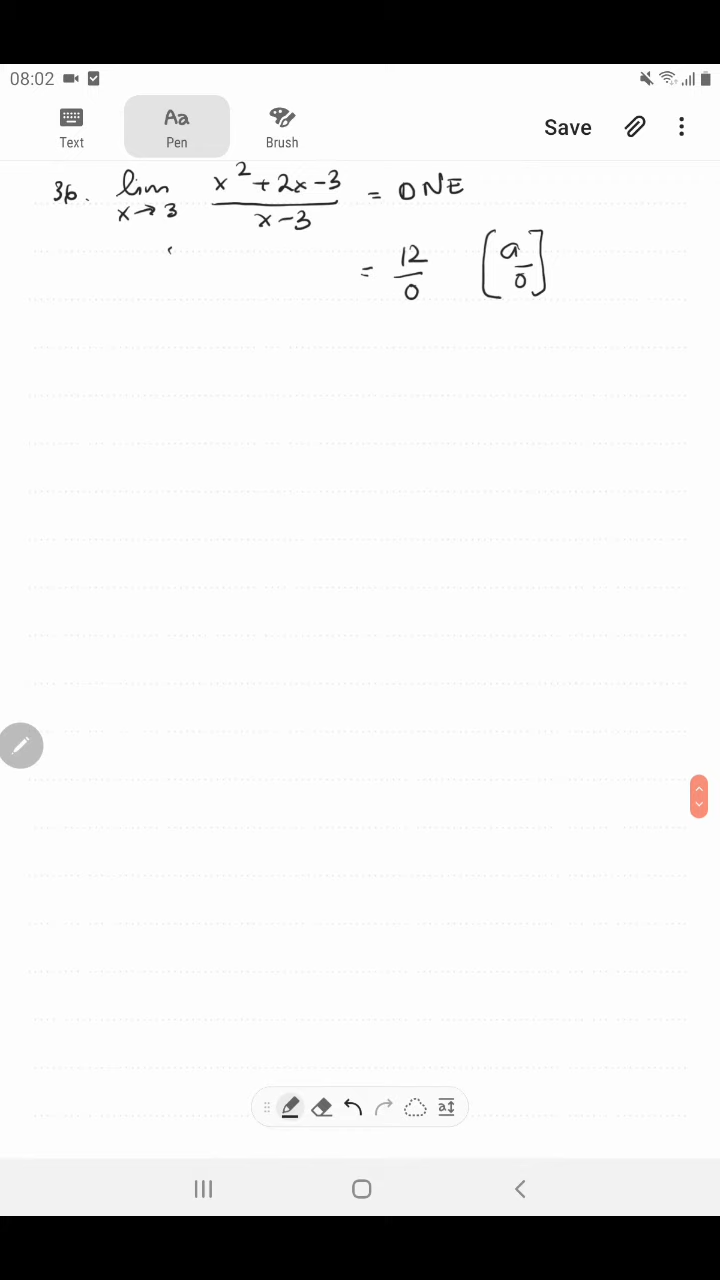 08:02
Text Aa Pen Brush Save
36. lim x→3 x² + 2x - 3 / x - 3 = DNE
= 12/0 [a/0]
a